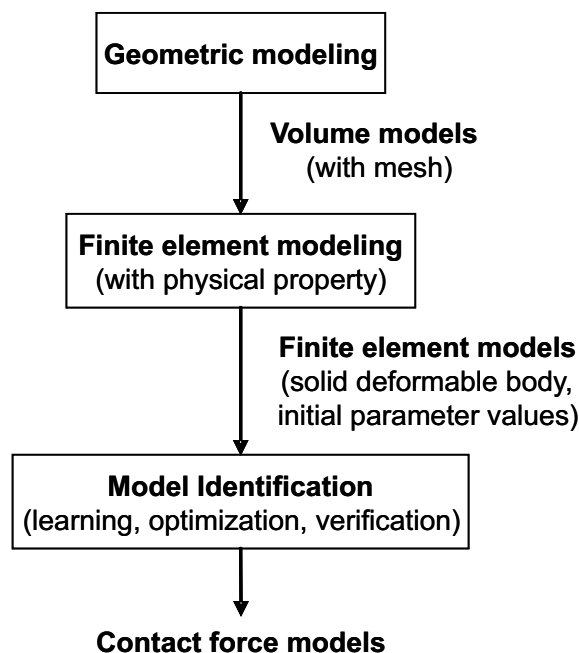 Geometric modeling
Volume models
(with mesh)
Finite element modeling
(with physical property)
Finite element models
(solid deformable body,
initial parameter values)
Model Identification
(learning, optimization, verification)
Contact force models